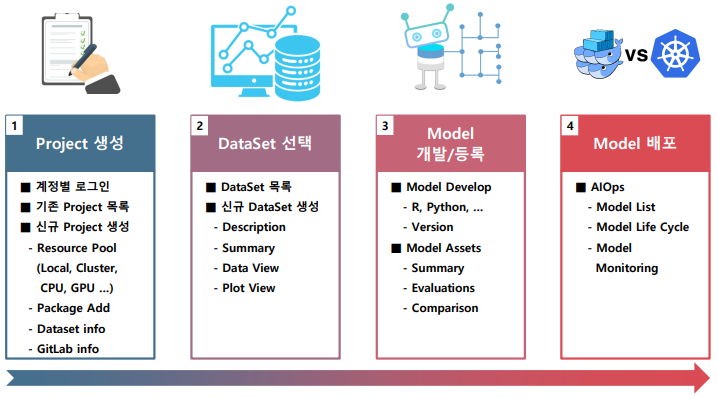 vs
1
Project 생성
■ 계정별 로그인
■ 기존 Project 목록
■ 신규 Project 생성
- Resource Pool
(Local, Cluster,
CPU, GPU ...)
- Package Add
- Dataset info
- GitLab info
2
DataSet 선택
■ DataSet 목록
■ 신규 DataSet 생성
- Description
- Summary
- Data View
- Plot View
3
Model
개발/등록
■ Model Develop
- R, Python, ...
- Version
■ Model Assets
- Summary
- Evaluations
- Comparison
4
Model 배포
■ AIOps
- Model List
- Model Life Cycle
- Model
Monitoring